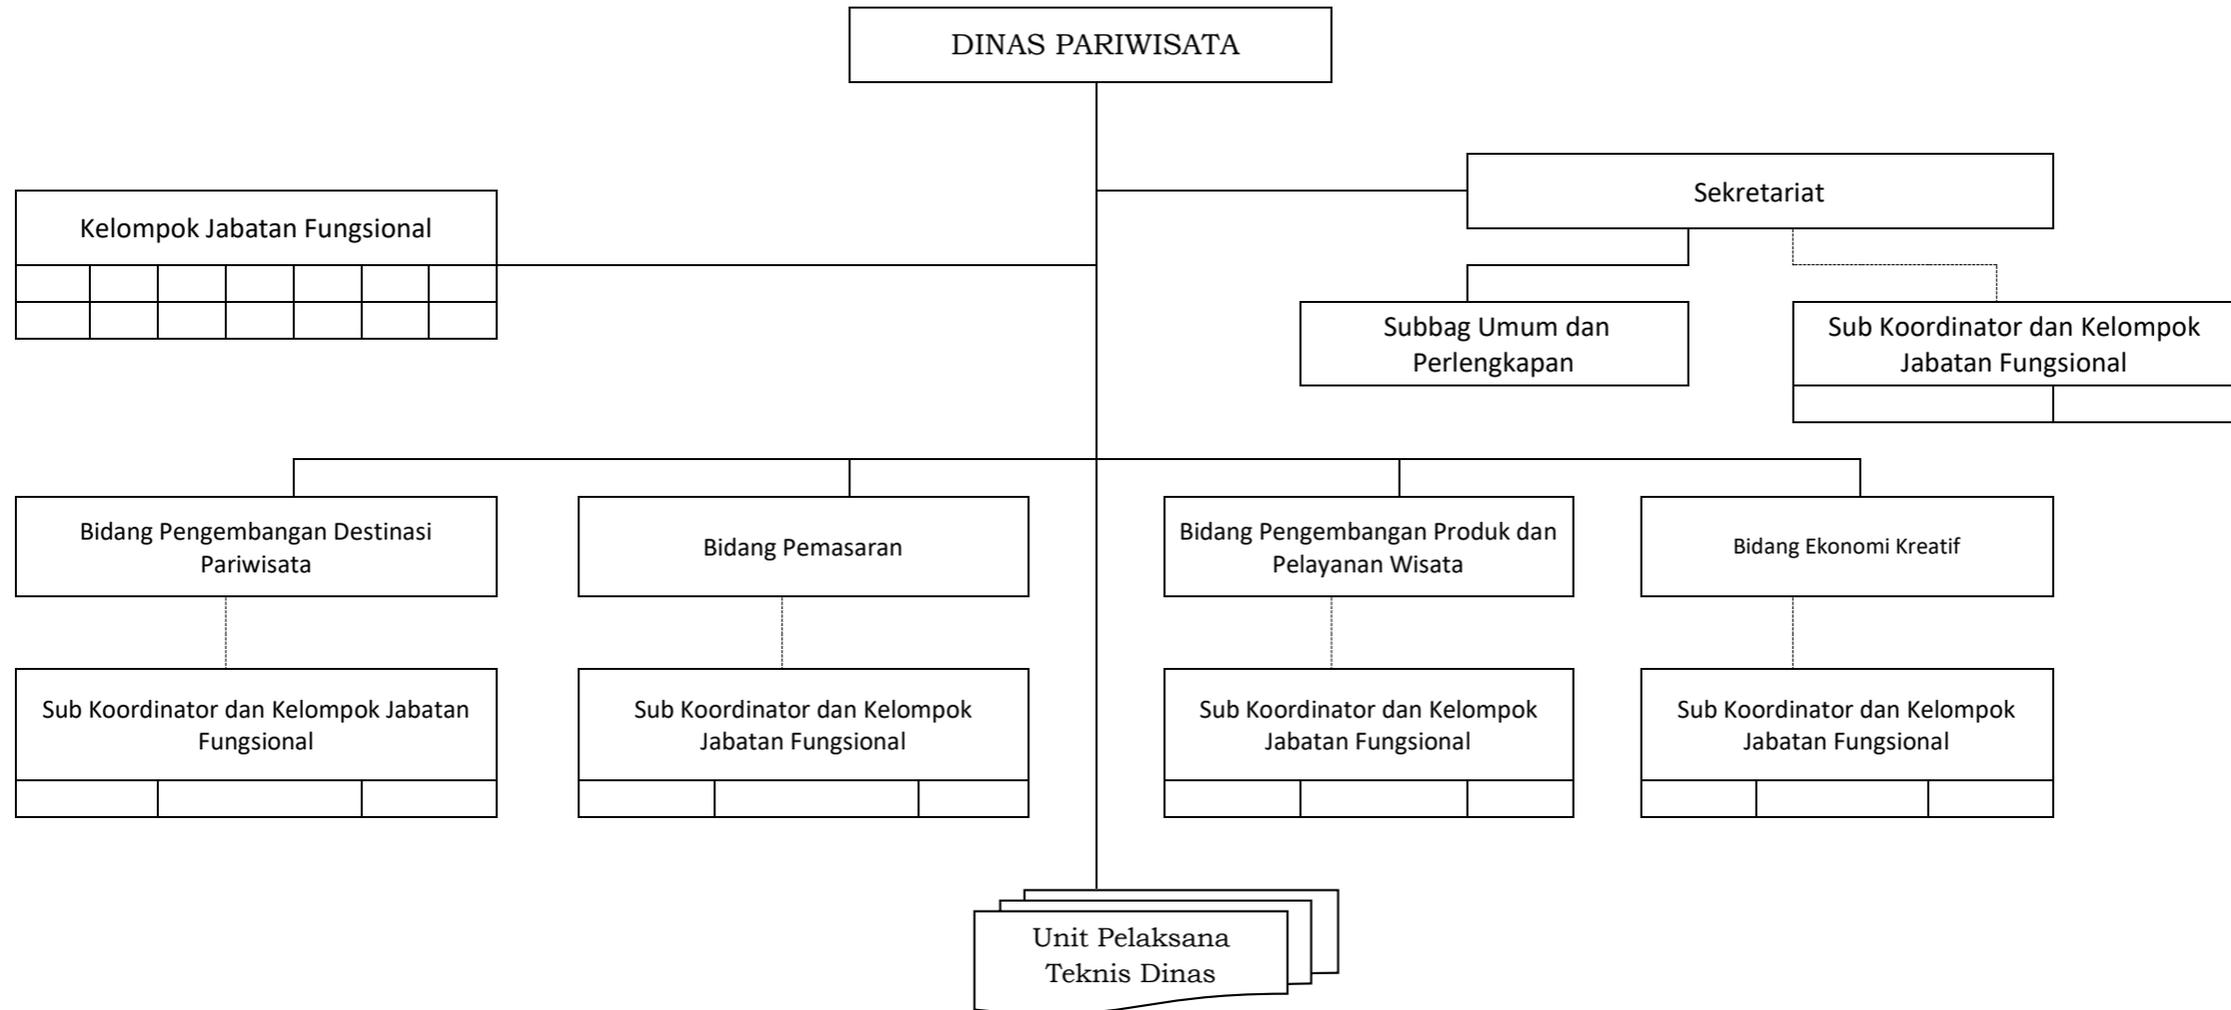 DINAS PARIWISATA
Sekretariat
Kelompok Jabatan Fungsional
Subbag Umum dan
Perlengkapan
Sub Koordinator dan Kelompok
Jabatan Fungsional
Bidang Pengembangan Destinasi
Pariwisata
Bidang Pemasaran
Bidang Pengembangan Produk dan
Pelayanan Wisata
Bidang Ekonomi Kreatif
Sub Koordinator dan Kelompok Jabatan
Fungsional
Sub Koordinator dan Kelompok
Jabatan Fungsional
Sub Koordinator dan Kelompok
Jabatan Fungsional
Sub Koordinator dan Kelompok
Jabatan Fungsional
Unit Pelaksana
Teknis Dinas